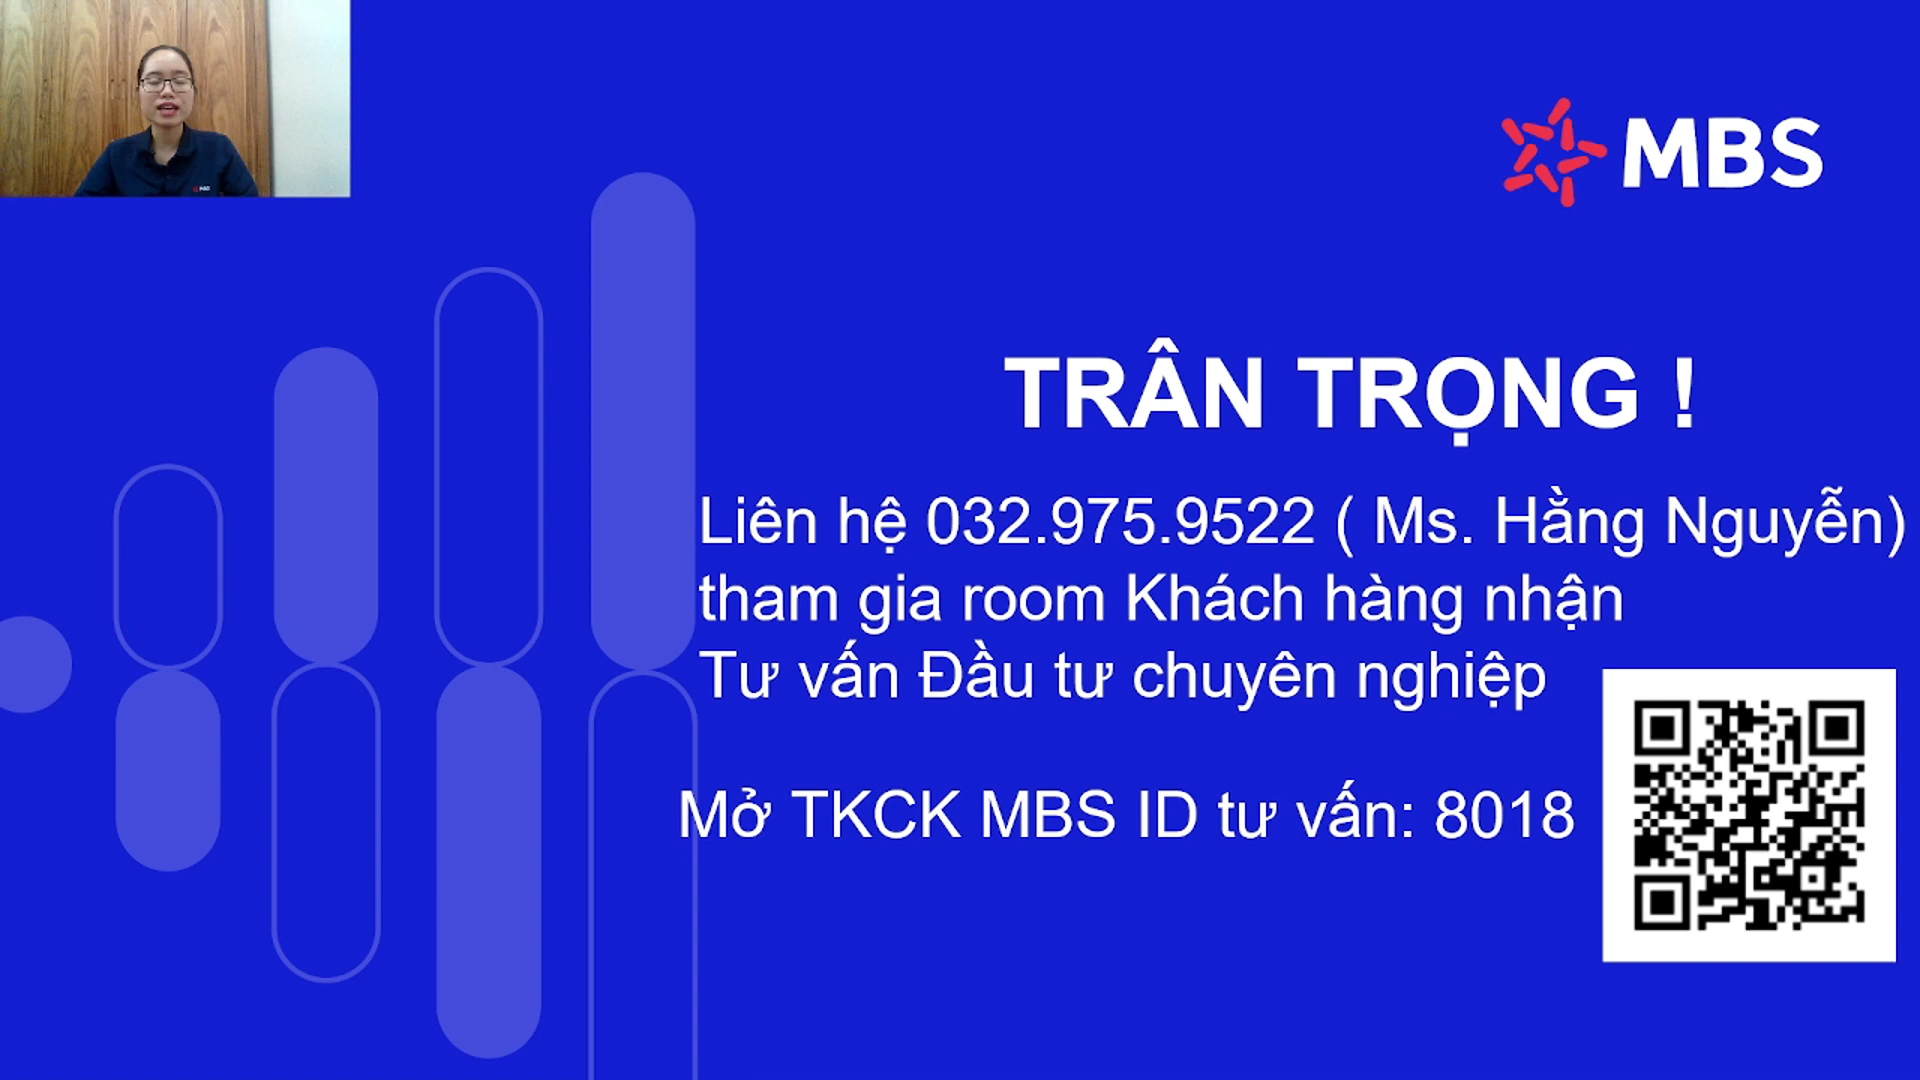 MBS
TRÂN TRỌNG !
Liên hệ 032.975.9522 ( Ms. Hằng Nguyễn)
tham gia room Khách hàng nhận
Tư vấn Đầu tư chuyên nghiệp
Mở TKCK MBS ID tư vấn: 8018